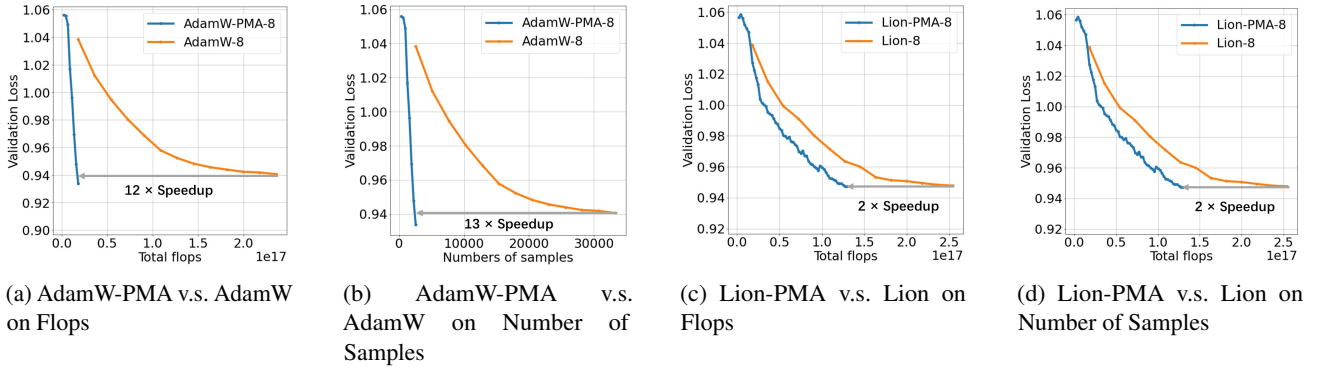 1.06
1.04
1.02
1.00
0.98
0.96
0.94
0.92
0.90
Validation Loss
AdamW-PMA-8
AdamW-8
12 × Speedup
0.0 0.5 1.0 1.5 2.0
Total flops
1e17
(a) AdamW-PMA v.s. AdamW
on Flops
1.06
1.04
1.02
1.00
0.98
0.96
0.94
Validation Loss
AdamW-PMA-8
AdamW-8
13 × Speedup
0 10000 20000 30000
Numbers of samples
(b) AdamW-PMA v.s.
AdamW on Number of
Samples
1.06
1.04
1.02
1.00
0.98
0.96
0.94
0.92
Validation Loss
Lion-PMA-8
Lion-8
2 × Speedup
0.0 0.5 1.0 1.5 2.0 2.5
Total flops
1e17
(c) Lion-PMA v.s. Lion on
Flops
1.06
1.04
1.02
1.00
0.98
0.96
0.94
0.92
Validation Loss
Lion-PMA-8
Lion-8
2 × Speedup
0.0 0.5 1.0 1.5 2.0 2.5
Total flops
1e17
(d) Lion-PMA v.s. Lion on
Number of Samples